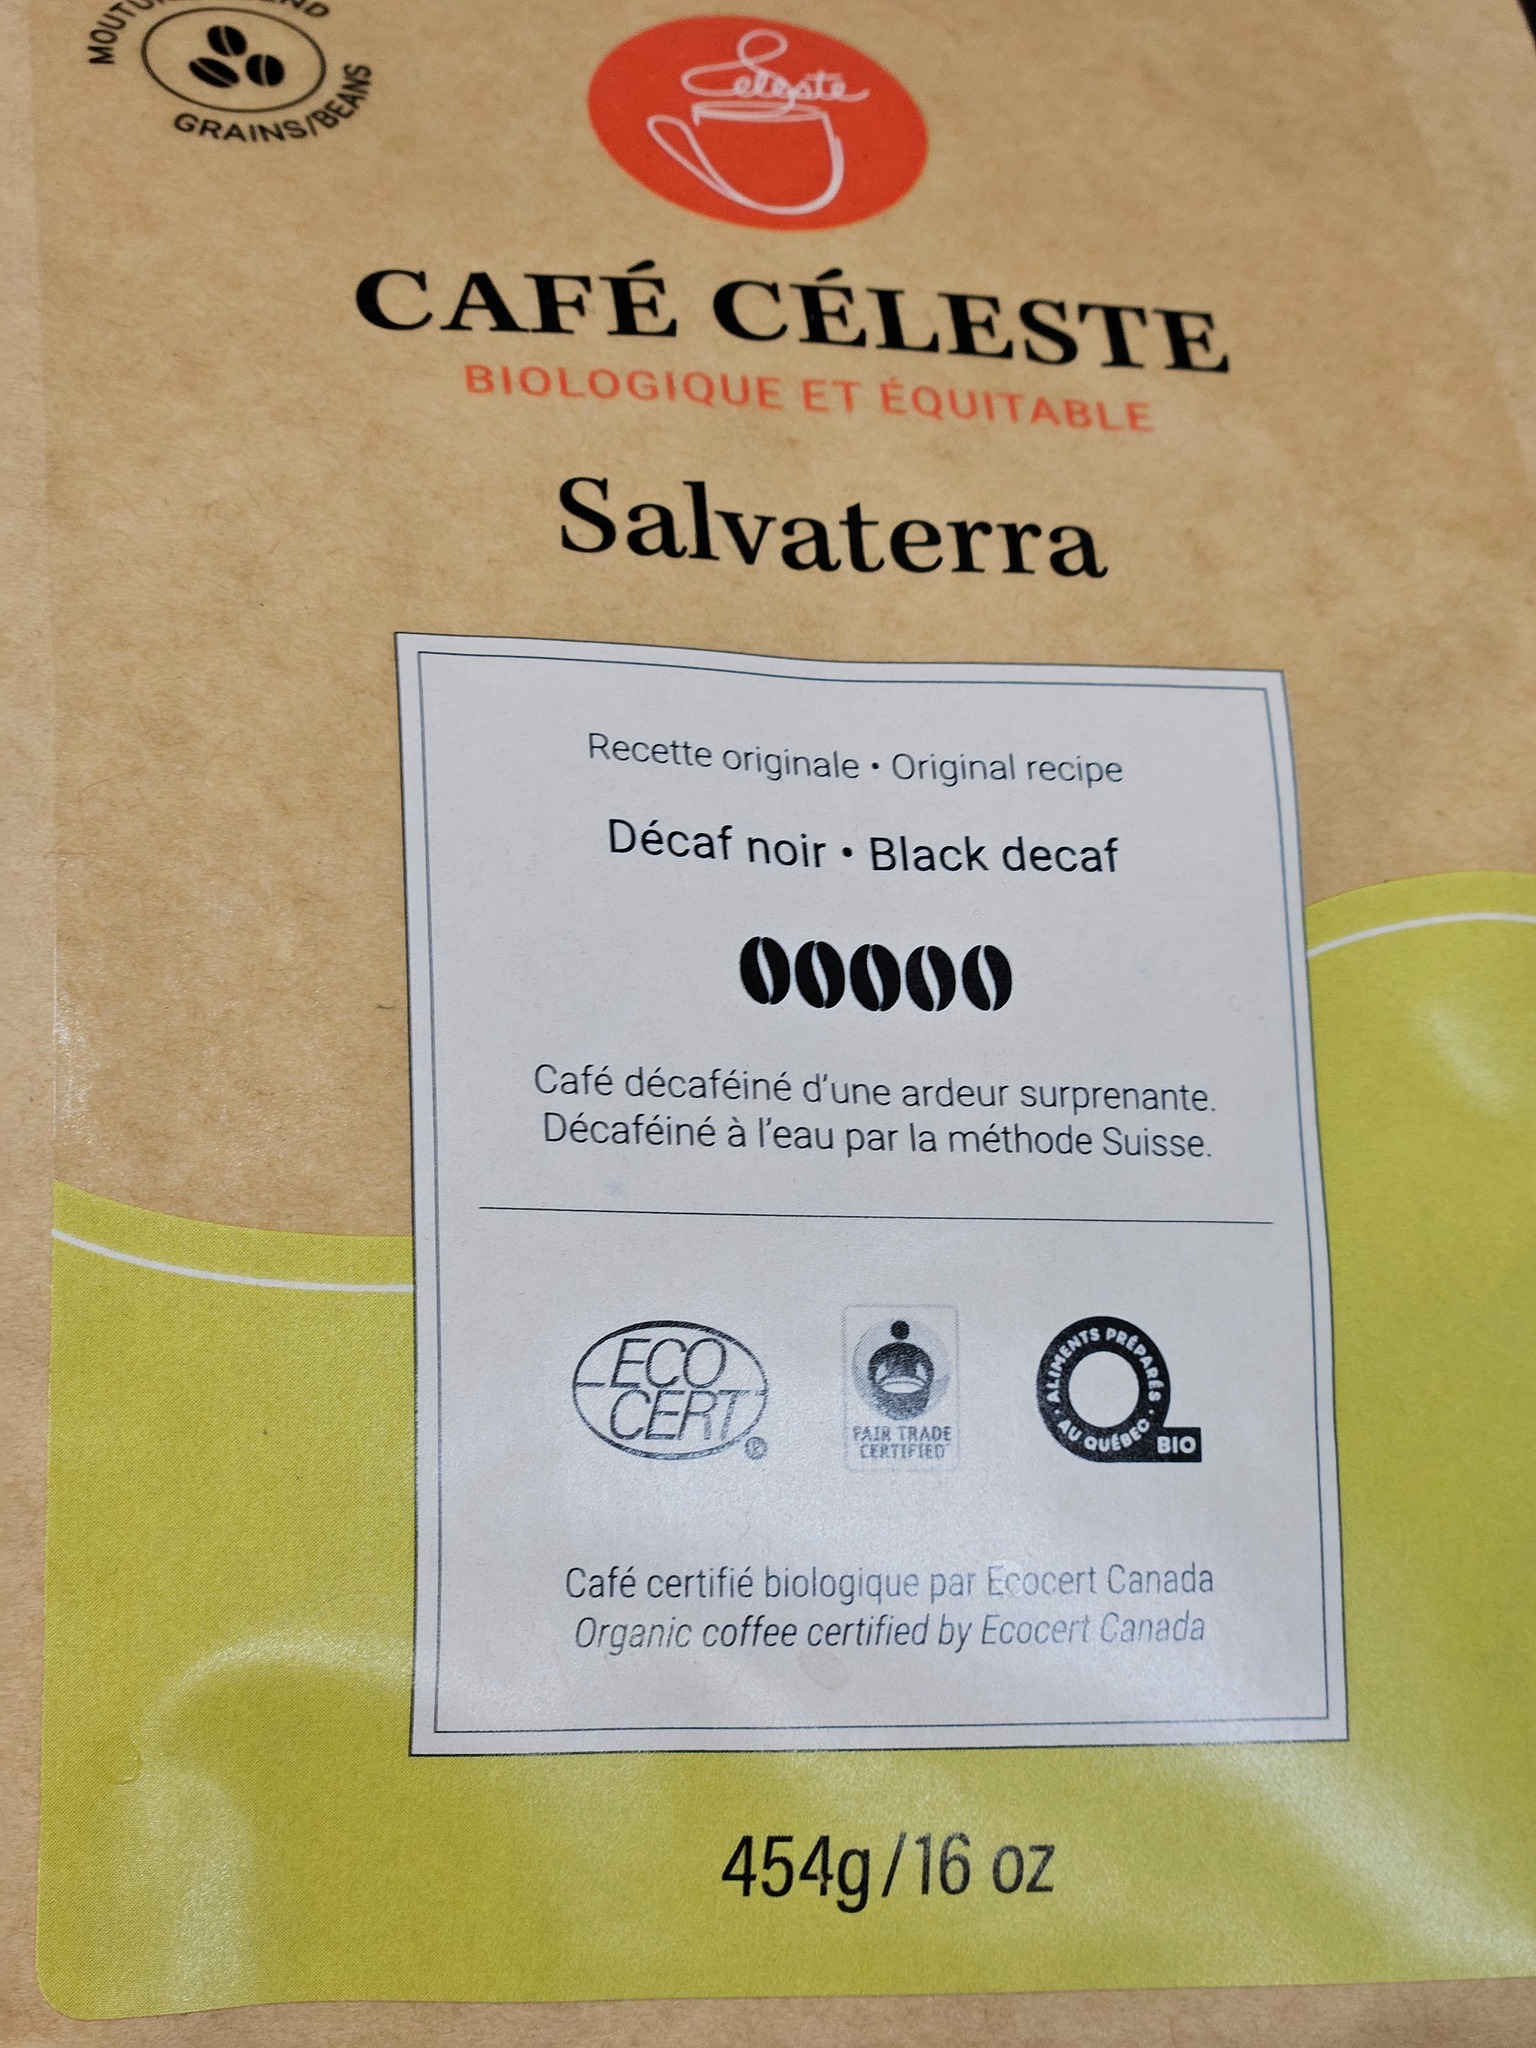 GRAINS/BEANS
Celeste
CAFÉ CÉLESTE
BIOLOGIQUE ET ÉQUITABLE
Salvaterra
Recette originale • Original recipe
Décaf noir • Black decaf
Café décaféiné d'une ardeur surprenante.
Décaféiné à l'eau par la méthode Suisse.
ECO
CERT
®
FAIR TRADE
CERTIFIED
ALIMENTS PRÉPARÉS
AU QUÉBEC
BIO
Café certifié biologique par Ecocert Canada
Organic coffee certified by Ecocert Canada
454g/16 oz